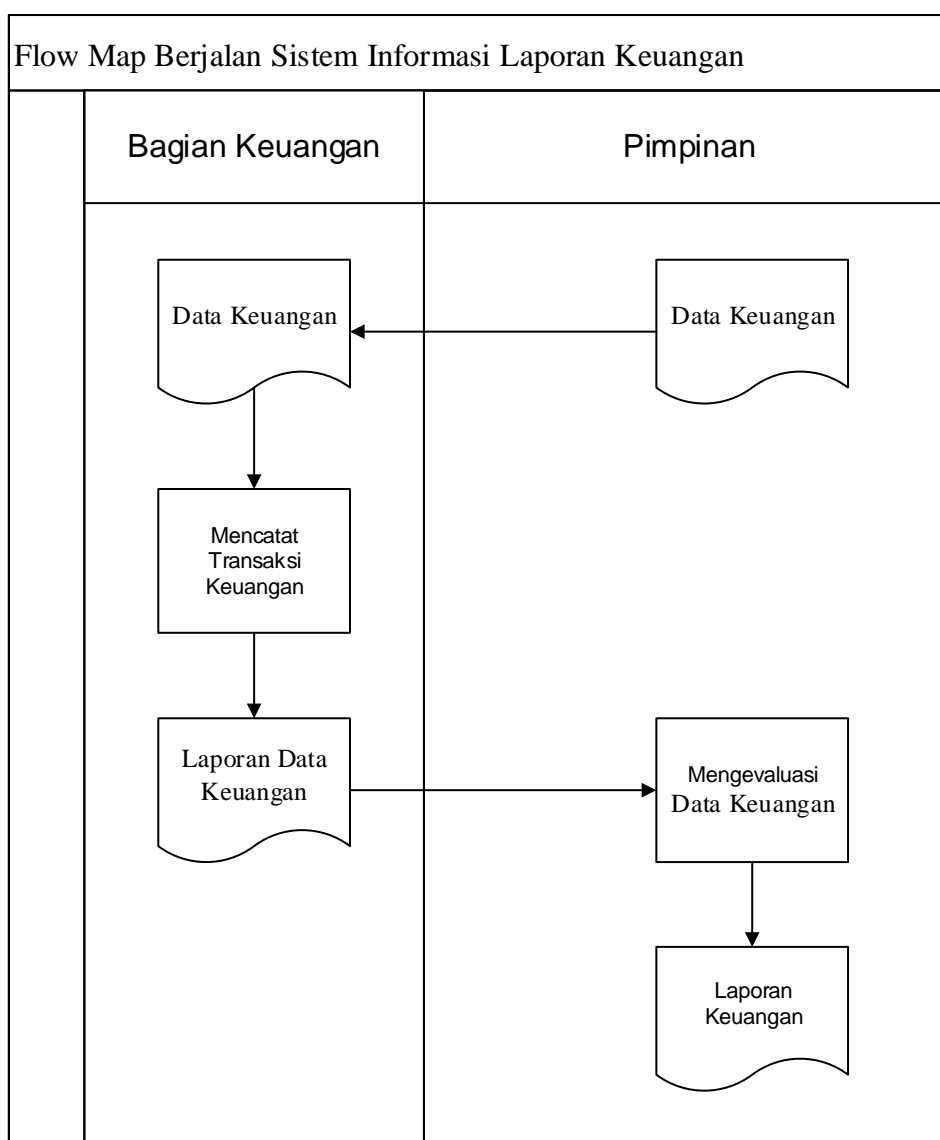 Flow Map Berjalan Sistem Informasi Laporan Keuangan
Bagian Keuangan
Pimpinan
Data Keuangan
Data Keuangan
Mencatat
Transaksi
Keuangan
Laporan Data
Keuangan
Mengevaluasi
Data Keuangan
Laporan
Keuangan